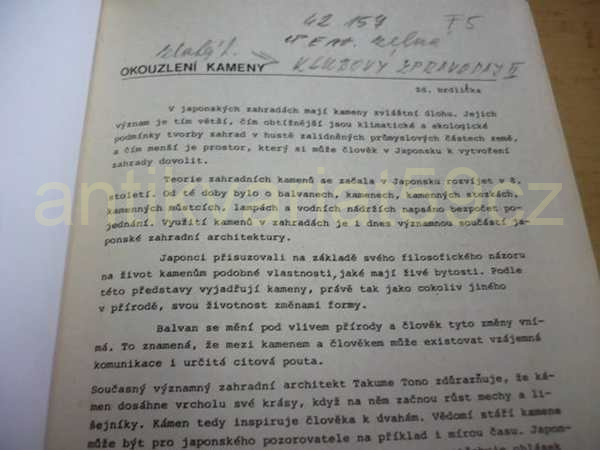 42 157 F5
OKOUZLENÍ KAMENY
KLUBOVÝ ZPRAVODAJ II
Zd. Hrdlička
V japonských zahradách mají kameny zvláštní úlohu. Jejich
význam je tím větší, čím obtížnější jsou klimatické a ekologické
podmínky tvorby zahrad v hustě zalidněných průmyslových částech země,
a čím menší je prostor, který si může člověk v Japonsku k vytvoření
zahrady dovolit.
Teorie zahradních kamenů se začala v Japonsku rozvíjet v 8.
století. Od té doby bylo o balvanech, kamenech, kamenných stezkách,
kamenných můstcích, lampách a vodních nádržích napsáno bezpočet po-
jednání. Využití kamenů v zahradách je i dnes významnou součástí ja-
ponské zahradní architektury.
Japonci přisuzovali na základě svého filosofického názoru
na život kamenům podobné vlastnosti, jaké mají živé bytosti. Podle
této představy vyjadřují kameny, právě tak jako cokoliv jiného
v přírodě, svou životnost změnami formy.
Balvan se mění pod vlivem přírody a člověk tyto změny vní-
má. To znamená, že mezi kamenem a člověkem může existovat vzájemná
komunikace i určitá citová pouta.
Současný významný zahradní architekt Takume Tono zdůrazňuje, že ká-
men dosáhne vrcholu své krásy, když na něm začnou růst mechy a li-
šejníky. Kámen tedy inspiruje člověka k dvahám. Vědomí stáří kamene
může být pro japonského pozorovatele na příklad i mírou času. Japon-